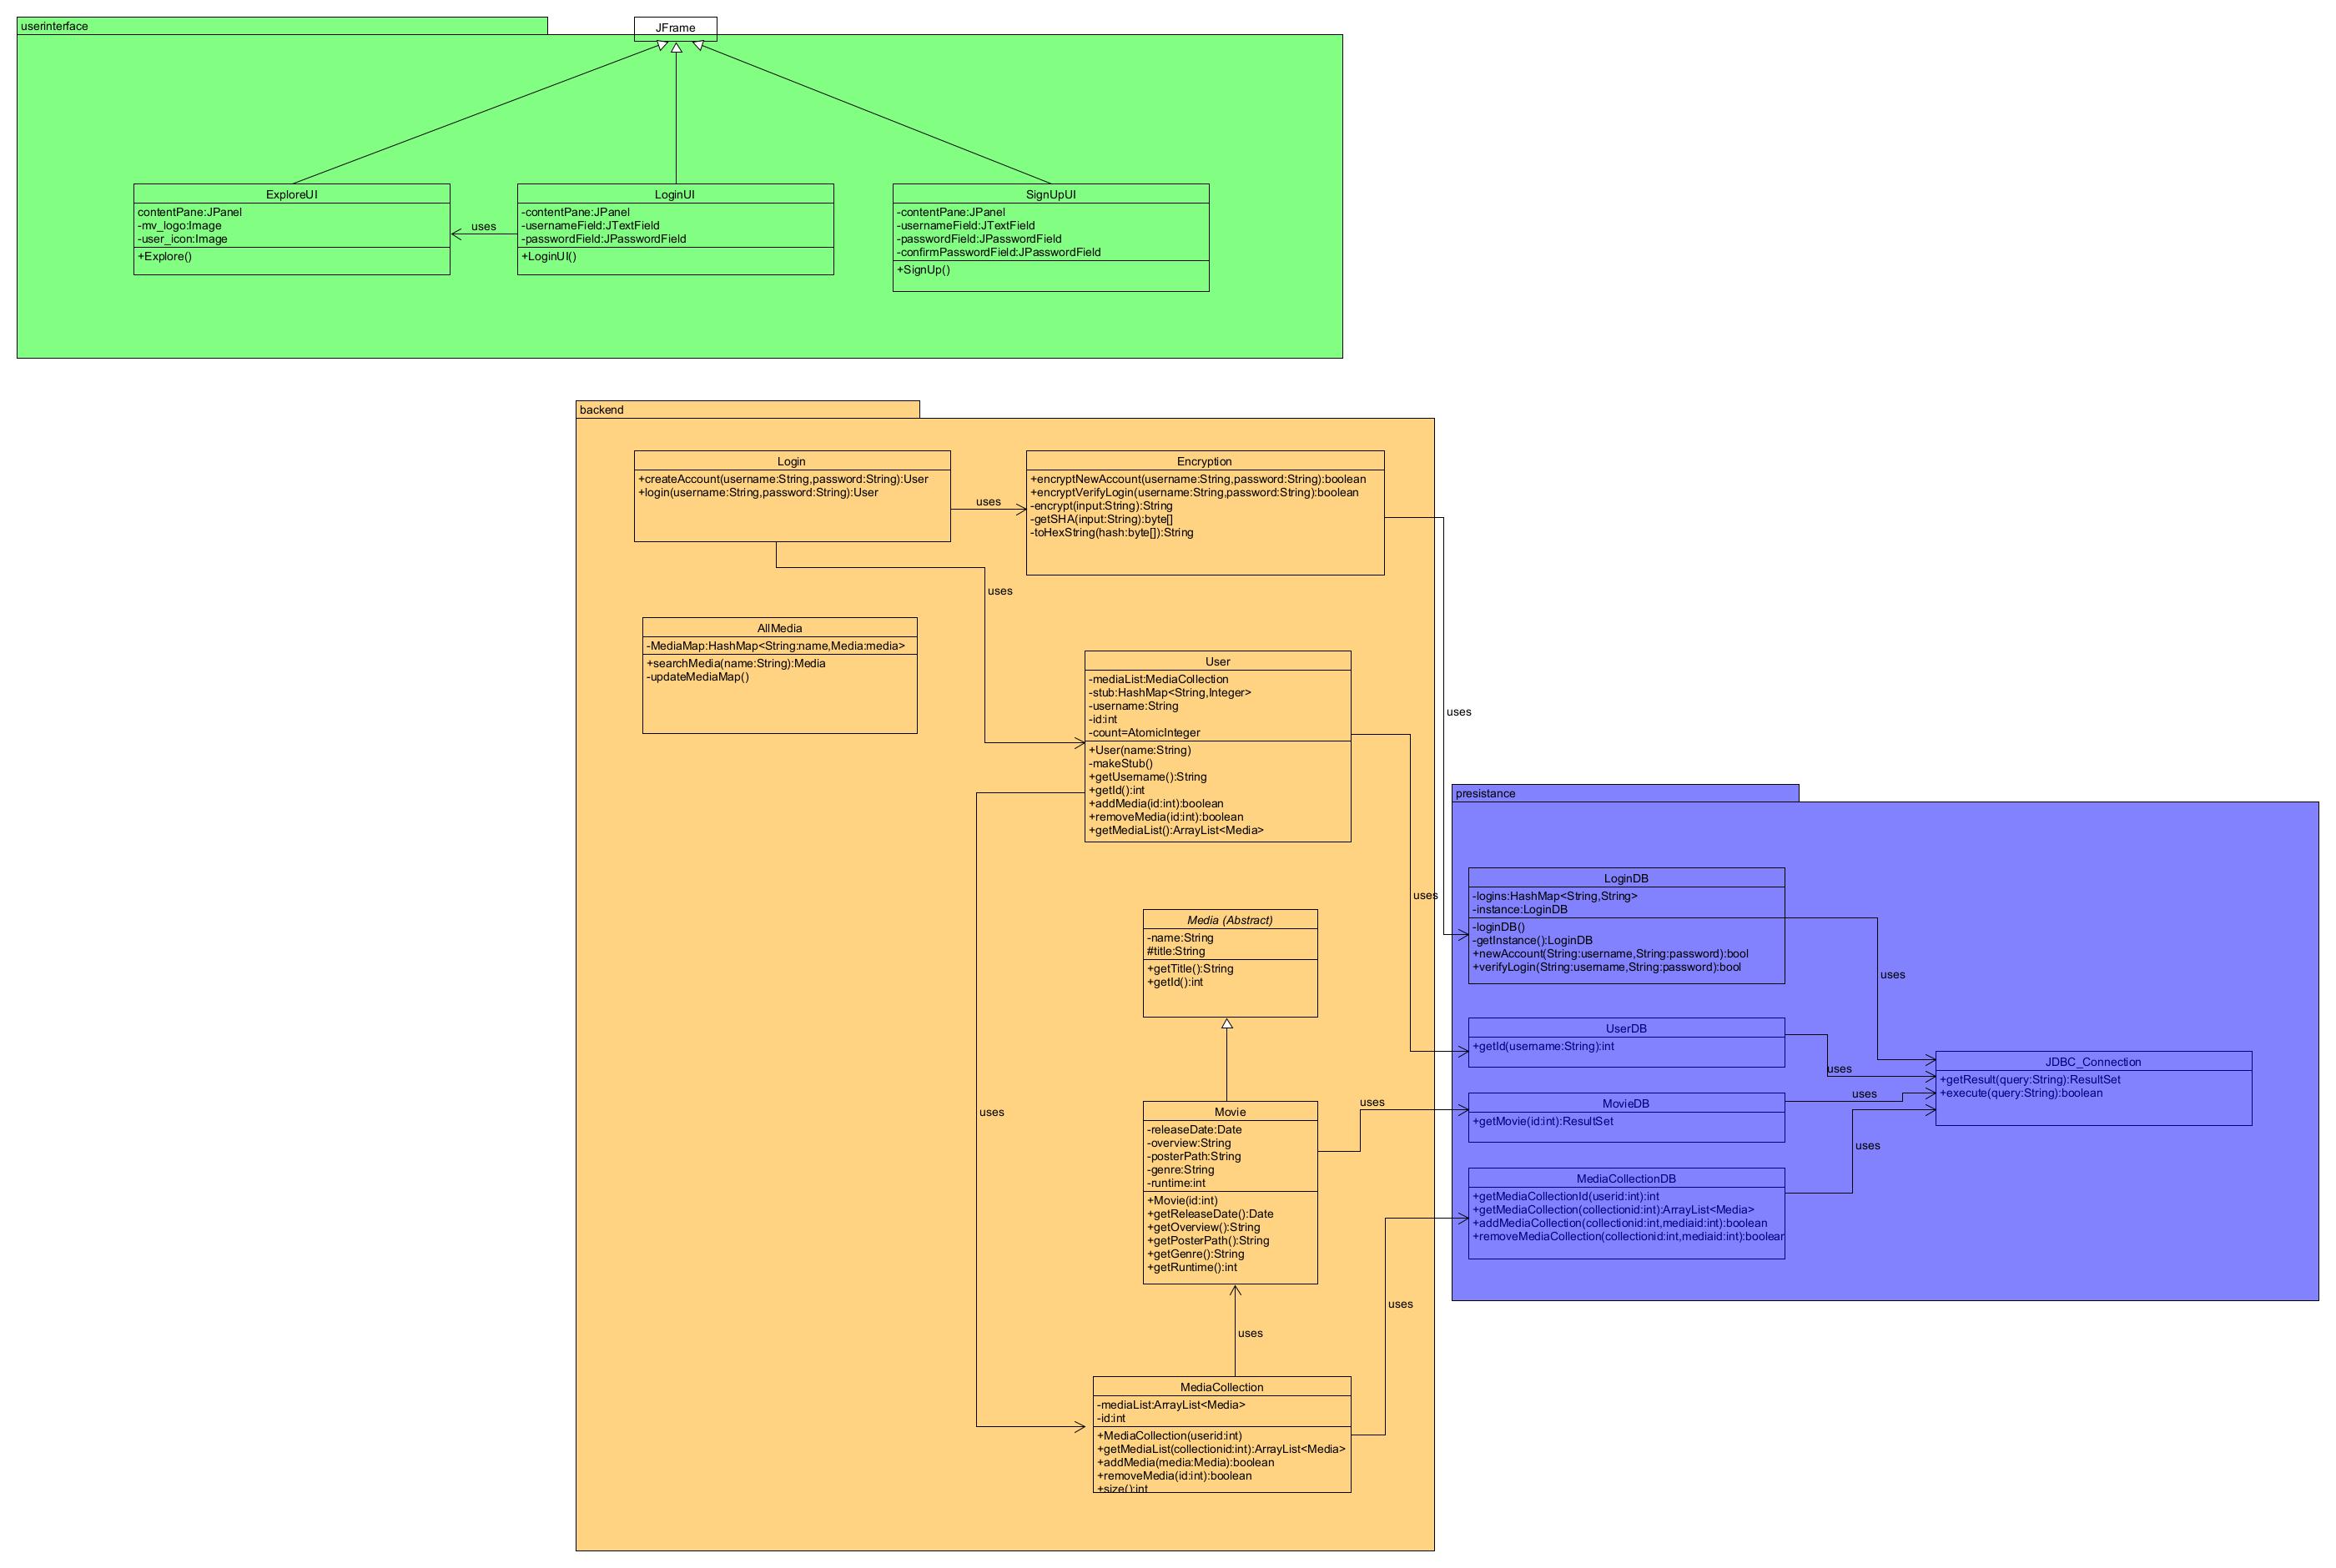 userinterface
JFrame
ExploreUI
contentPane:JPanel
-mv_logo:Image
-user_icon:Image
+Explore()
uses
LoginUI
-contentPane:JPanel
-usernameField:JTextField
-passwordField:JPasswordField
+LoginUI()
SignUpUI
-contentPane:JPanel
-usernameField:JTextField
-passwordField:JPasswordField
-confirmPasswordField:JPasswordField
+SignUp()
backend
Login
+createAccount(username:String,password:String):User
+login(username:String,password:String):User
uses
Encryption
+encryptNewAccount(username:String,password:String):boolean
+encryptVerifyLogin(username:String,password:String):boolean
-encrypt(input:String):String
-getSHA(input:String):byte[]
-toHexString(hash:byte[]):String
uses
AllMedia
-MediaMap:HashMap<String:name,Media:media>
+searchMedia(name:String):Media
-updateMediaMap()
User
-mediaList:MediaCollection
-stub:HashMap<String,Integer>
-username:String
-id:int
-count=AtomicInteger
+User(name:String)
-makeStub()
+getUsername():String
+getId():int
+addMedia(id:int):boolean
+removeMedia(id:int):boolean
+getMediaList():ArrayList<Media>
uses
uses
uses
Media (Abstract)
-name:String
#title:String
+getTitle():String
+getId():int
Movie
-releaseDate:Date
-overview:String
-posterPath:String
-genre:String
-runtime:int
+Movie(id:int)
+getReleaseDate():Date
+getOverview():String
+getPosterPath():String
+getGenre():String
+getRuntime():int
uses
uses
uses
MediaCollection
-mediaList:ArrayList<Media>
-id:int
+MediaCollection(userid:int)
+getMediaList(collectionid:int):ArrayList<Media>
+addMedia(media:Media):boolean
+removeMedia(id:int):boolean
+size():int
presistance
LoginDB
-logins:HashMap<String,String>
-instance:LoginDB
-loginDB()
-getInstance():LoginDB
+newAccount(String:username,String:password):bool
+verifyLogin(String:username,String:password):bool
uses
UserDB
+getId(username:String):int
uses
MovieDB
+getMovie(id:int):ResultSet
uses
MediaCollectionDB
+getMediaCollectionId(userid:int):int
+getMediaCollection(collectionid:int):ArrayList<Media>
+addMediaCollection(collectionid:int,mediaid:int):boolean
+removeMediaCollection(collectionid:int,mediaid:int):boolean
uses
JDBC_Connection
+getResult(query:String):ResultSet
+execute(query:String):boolean